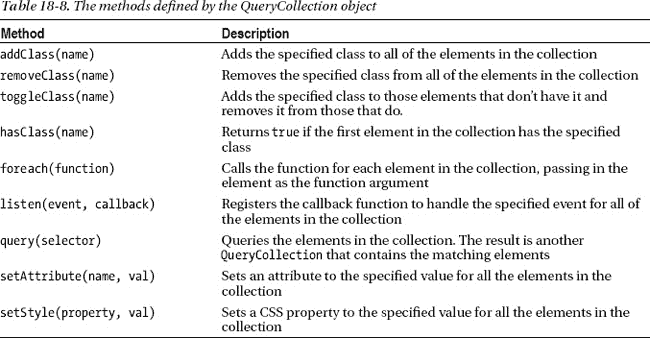 Table 18-8. The methods defined by the QueryCollection object
Method Description
addClass(name) Adds the specified class to all of the elements in the collection
removeClass(name) Removes the specified class from all of the elements in the collection
toggleClass(name) Adds the specified class to those elements that don't have it and
removes it from those that do.
hasClass(name) Returns true if the first element in the collection has the specified
class
foreach(function) Calls the function for each element in the collection, passing in the
element as the function argument
listen(event, callback) Registers the callback function to handle the specified event for all of
the elements in the collection
query(selector) Queries the elements in the collection. The result is another
QueryCollection that contains the matching elements
setAttribute(name, val) Sets an attribute to the specified value for all the elements in the
collection
setStyle(property, val) Sets a CSS property to the specified value for all the elements in the
collection